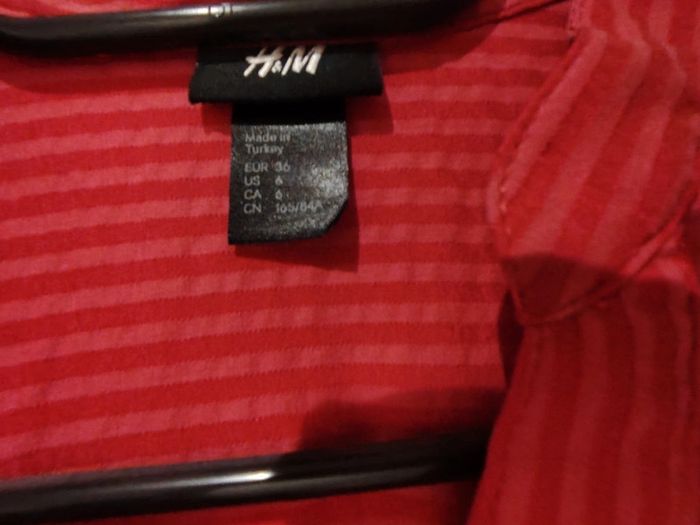 H&M
Made in
Turkey
EUR 36
US 6
CA 6
CN 165/84A